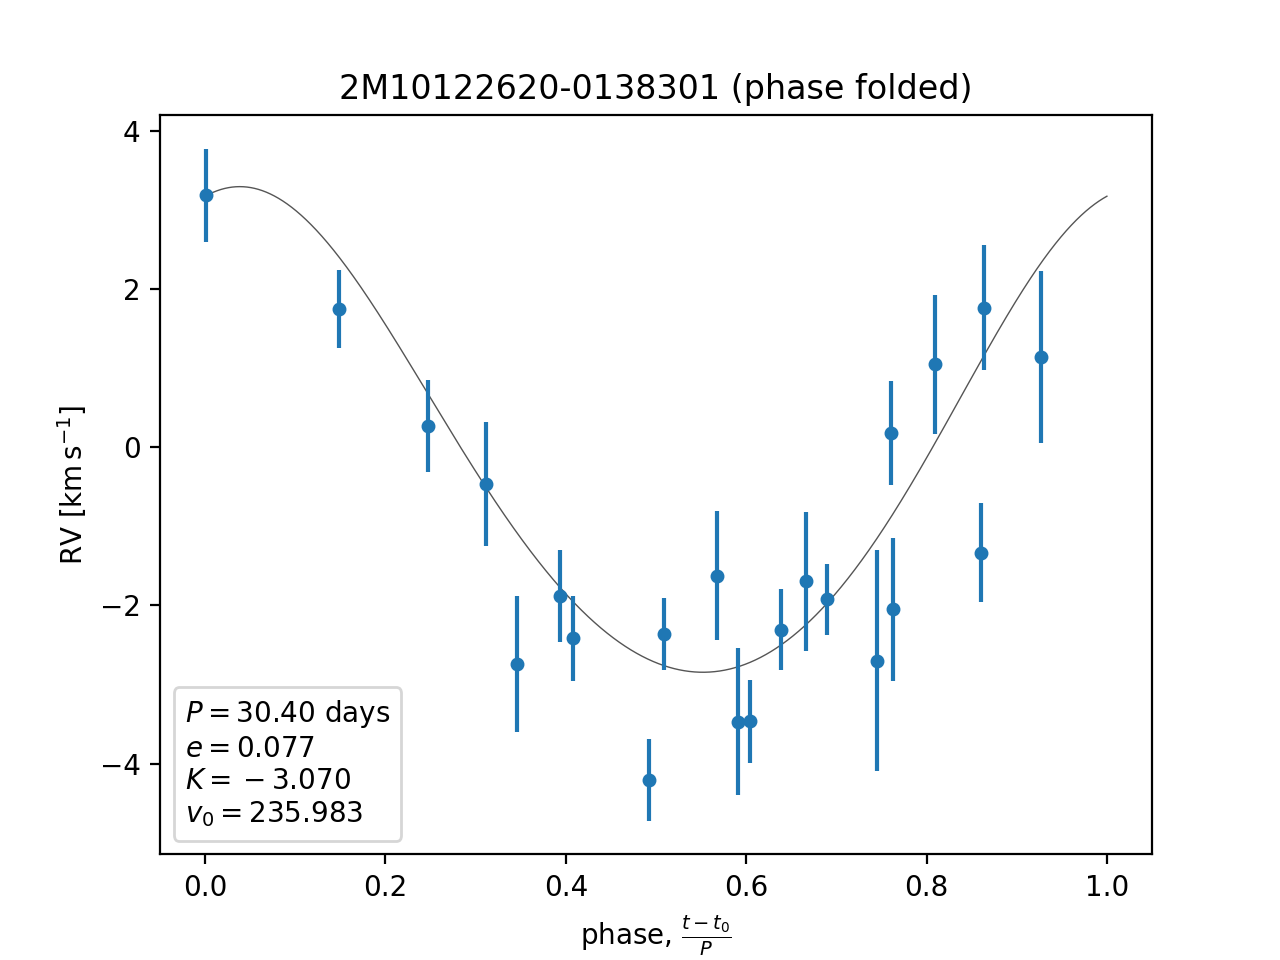 2M10122620-0138301 (phase folded)
4
2
0
−2
−4
RV [km s⁻¹]
P = 30.40 days
e = 0.077
K = −3.070
v₀ = 235.983
0.0 0.2 0.4 0.6 0.8 1.0
phase, (t − t₀)/P